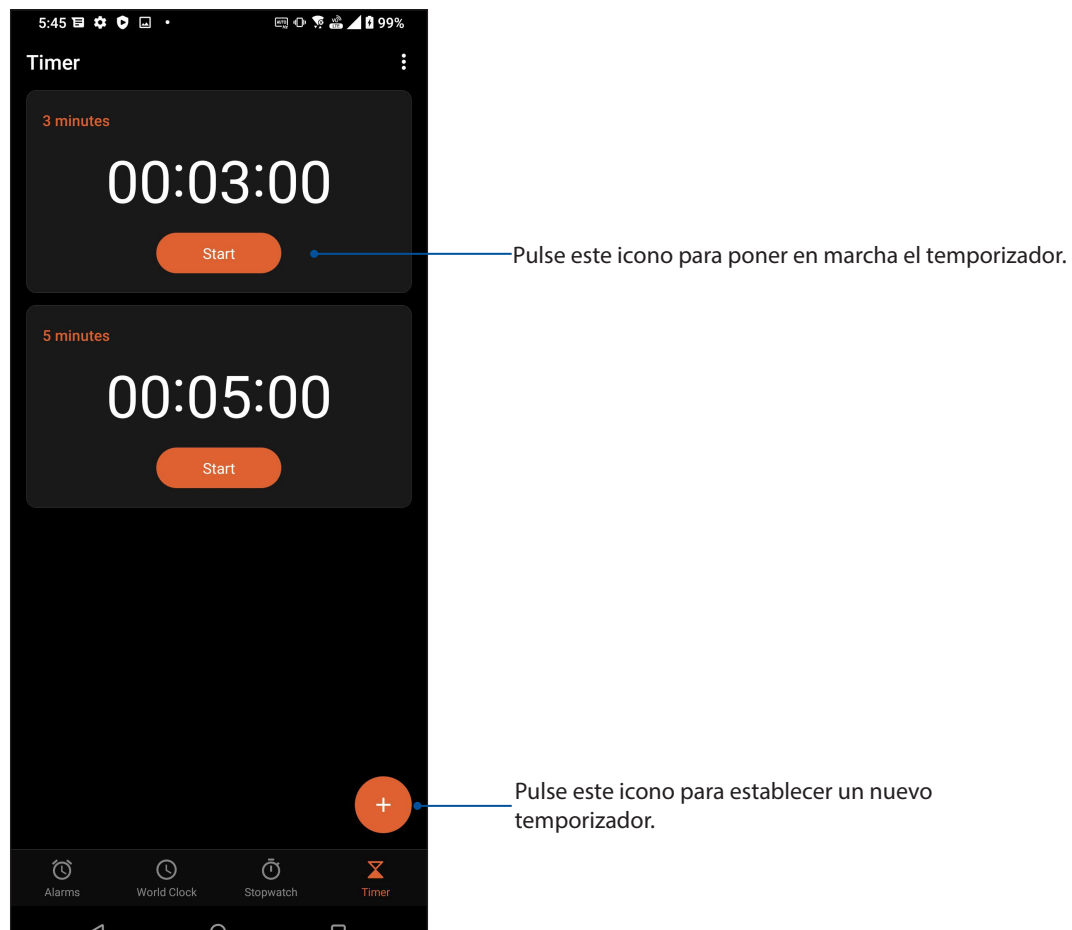 5:45 99%
Timer
3 minutes
00:03:00
Start
Pulse este icono para poner en marcha el temporizador.
5 minutes
00:05:00
Start
+
Pulse este icono para establecer un nuevo
temporizador.
Alarms World Clock Stopwatch Timer